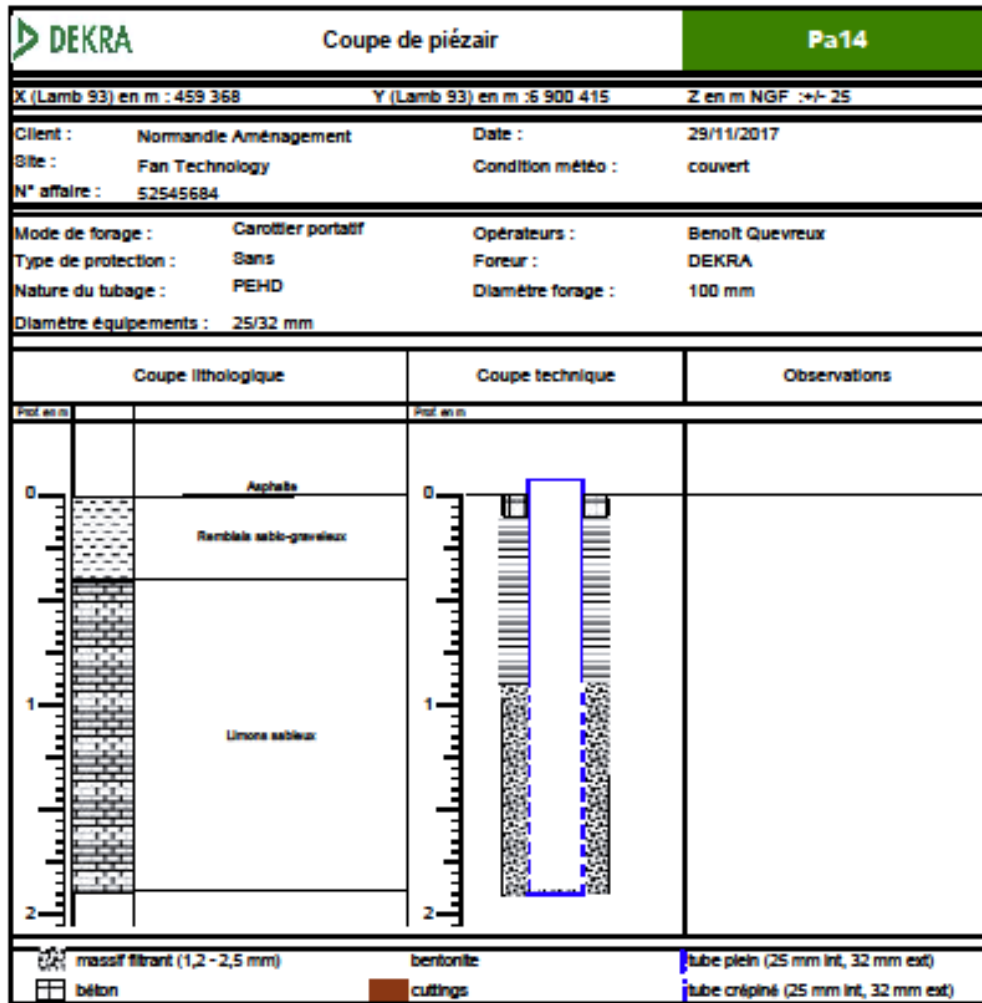 DEKRA Coupe de piézair Pa14
X (Lamb 93) en m : 459 368 Y (Lamb 93) en m :6 900 415 Z en m NGF :+/- 25
Client : Normandie Aménagement Date : 29/11/2017
Site : Fan Technology Condition météo : couvert
N° affaire : 52545684
Mode de forage : Carottier portatif Opérateurs : Benoît Quevreux
Type de protection : Sans Foreur : DEKRA
Nature du tubage : PEHD Diamètre forage : 100 mm
Diamètre équipements : 25/32 mm
Coupe lithologique Coupe technique Observations
Prof. en m Prof. en m
Asphalte
0 0
Remblais sablo-graveleux
1 1
Limons sableux
2 2
massif filtrant (1,2 - 2,5 mm) bentonite tube plein (25 mm int, 32 mm ext)
béton cuttings tube crépiné (25 mm int, 32 mm ext)